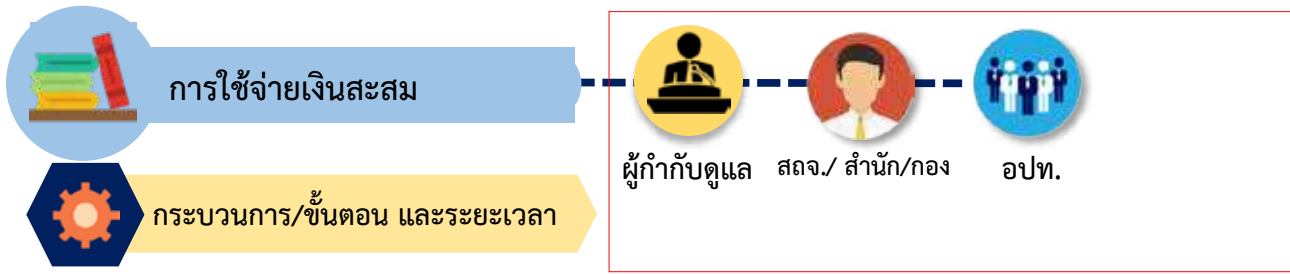 การใช้จ่ายเงินสะสม
ผู้กำกับดูแล
สถจ./ สำนัก/กอง
อปท.
กระบวนการ/ขั้นตอน และระยะเวลา